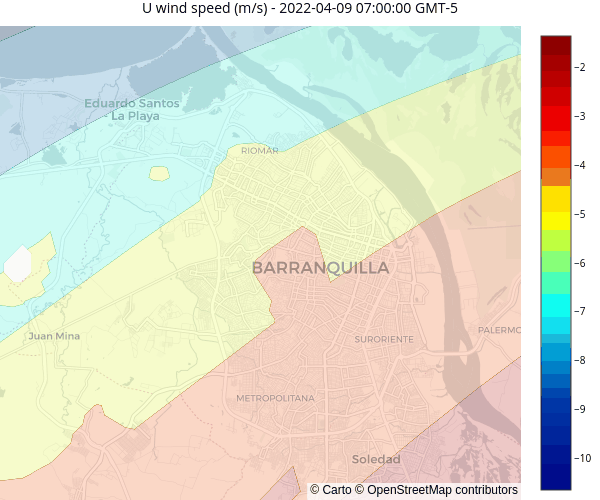 U wind speed (m/s) - 2022-04-09 07:00:00 GMT-5
Eduardo Santos
La Playa
RIOMAR
BARRANQUILLA
Juan Mina
SURORIENTE
PALERMO
METROPOLITANA
Soledad
© Carto © OpenStreetMap contributors
−2
−3
−4
−5
−6
−7
−8
−9
−10